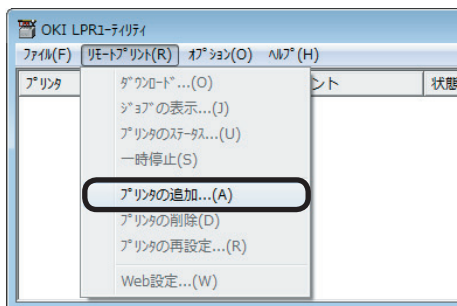 OKI LPRﾕｰﾃｨﾘﾃｨ
ﾌｧｲﾙ(F) ﾘﾓｰﾄﾌﾟﾘﾝﾄ(R) ｵﾌﾟｼｮﾝ(O) ﾍﾙﾌﾟ(H)
ﾌﾟﾘﾝﾀ ント 状態
ﾀﾞｳﾝﾛｰﾄﾞ...(O)
ｼﾞｮﾌﾞの表示...(J)
ﾌﾟﾘﾝﾀのｽﾃｰﾀｽ...(U)
一時停止(S)
ﾌﾟﾘﾝﾀの追加...(A)
ﾌﾟﾘﾝﾀの削除(D)
ﾌﾟﾘﾝﾀの再設定...(R)
Web設定...(W)